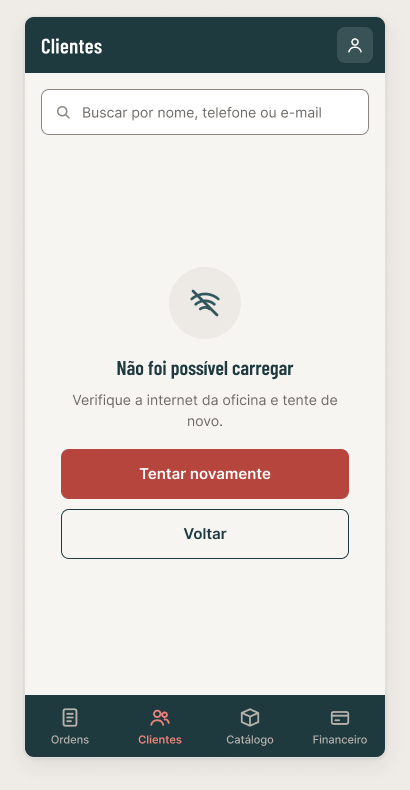 Clientes
Buscar por nome, telefone ou e-mail
Não foi possível carregar
Verifique a internet da oficina e tente de
novo.
Tentar novamente
Voltar
Ordens
Clientes
Catálogo
Financeiro